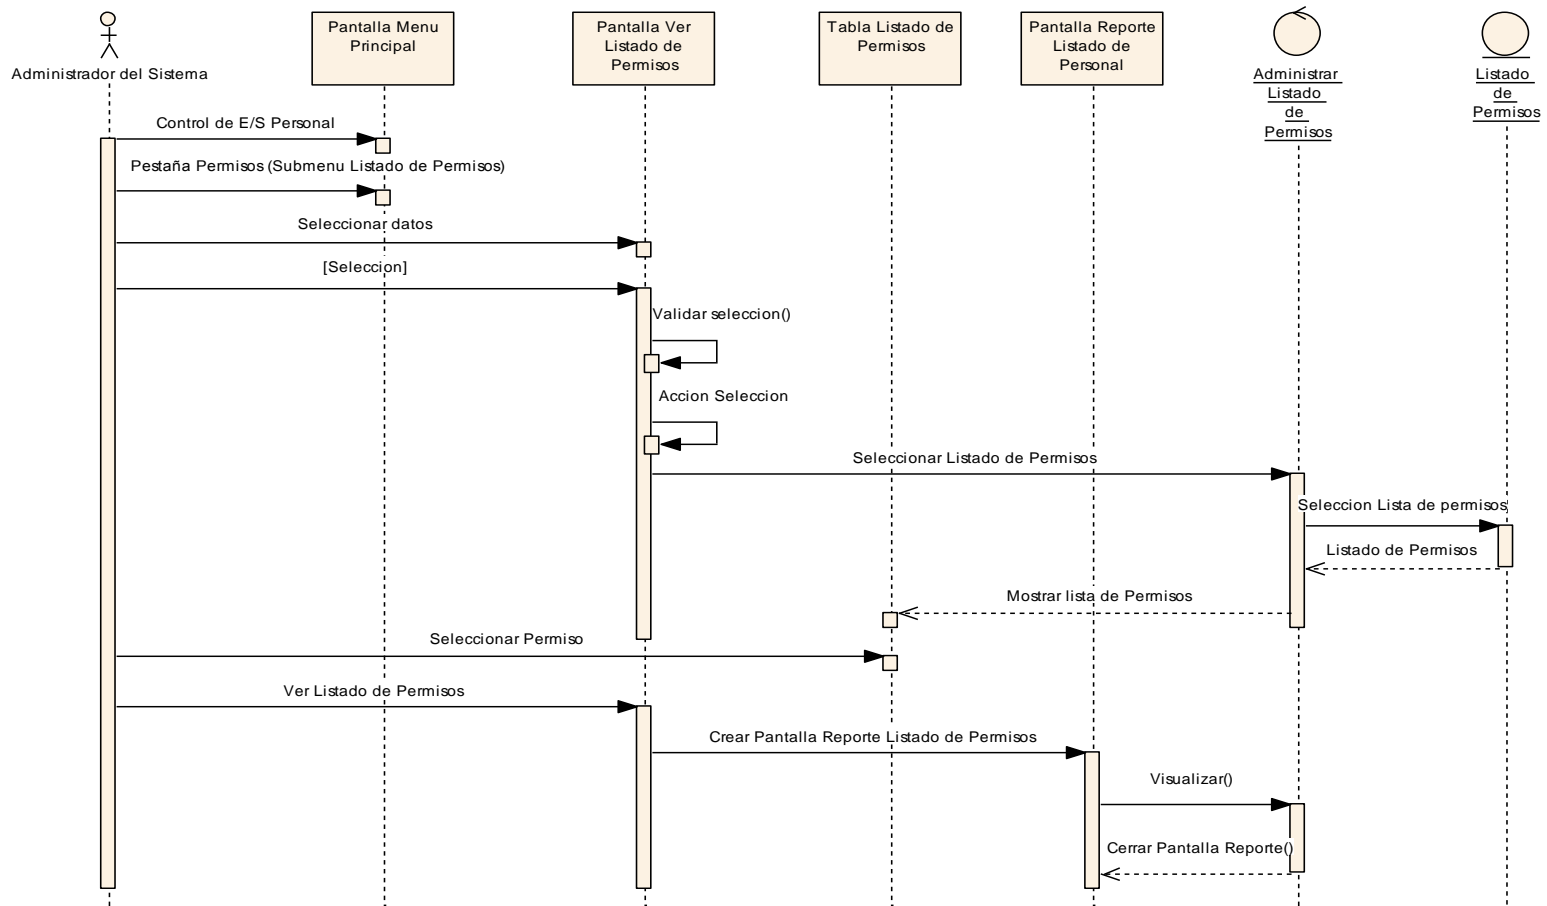 Administrador del Sistema
Pantalla Menu
Principal
Pantalla Ver
Listado de
Permisos
Tabla Listado de
Permisos
Pantalla Reporte
Listado de
Personal
Administrar
Listado
de
Permisos
Listado
de
Permisos
Control de E/S Personal
Pestaña Permisos (Submenu Listado de Permisos)
Seleccionar datos
[Seleccion]
Validar seleccion()
Accion Seleccion
Seleccionar Listado de Permisos
Seleccion Lista de permisos
Listado de Permisos
Mostrar lista de Permisos
Seleccionar Permiso
Ver Listado de Permisos
Crear Pantalla Reporte Listado de Permisos
Visualizar()
Cerrar Pantalla Reporte()